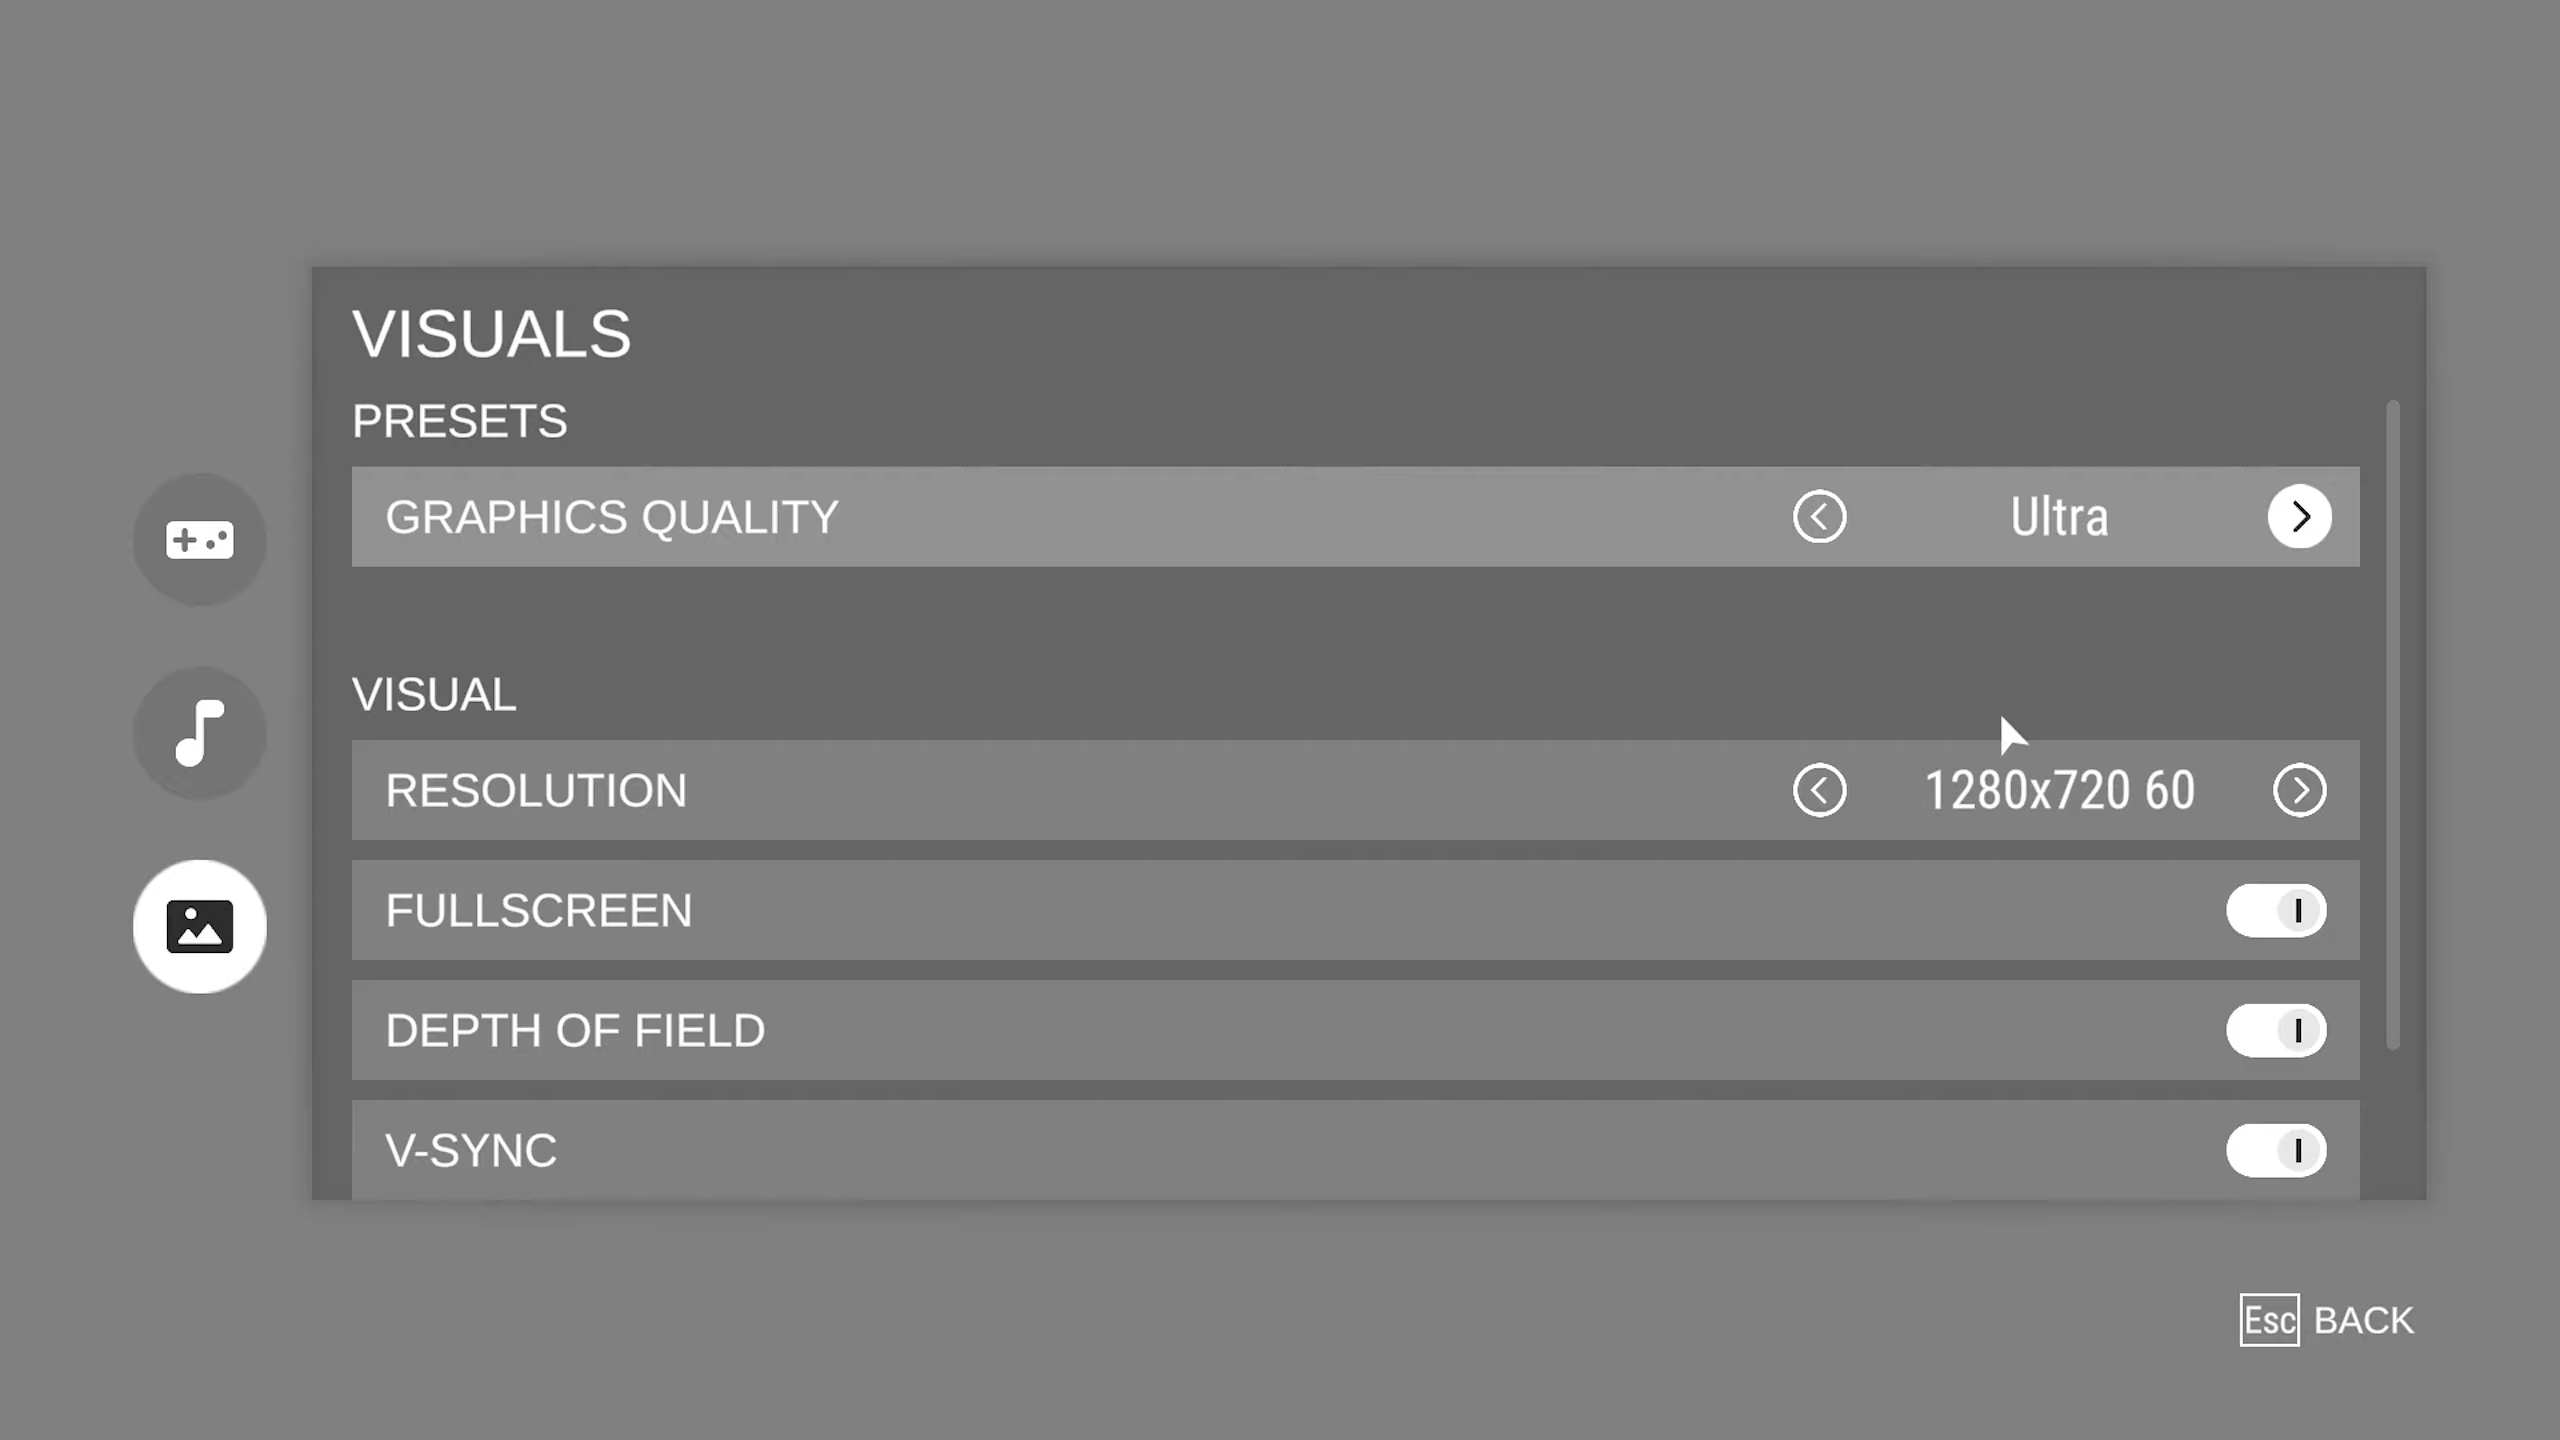 VISUALS
PRESETS
GRAPHICS QUALITY Ultra
VISUAL
RESOLUTION 1280x720 60
FULLSCREEN
DEPTH OF FIELD
V-SYNC
Esc BACK